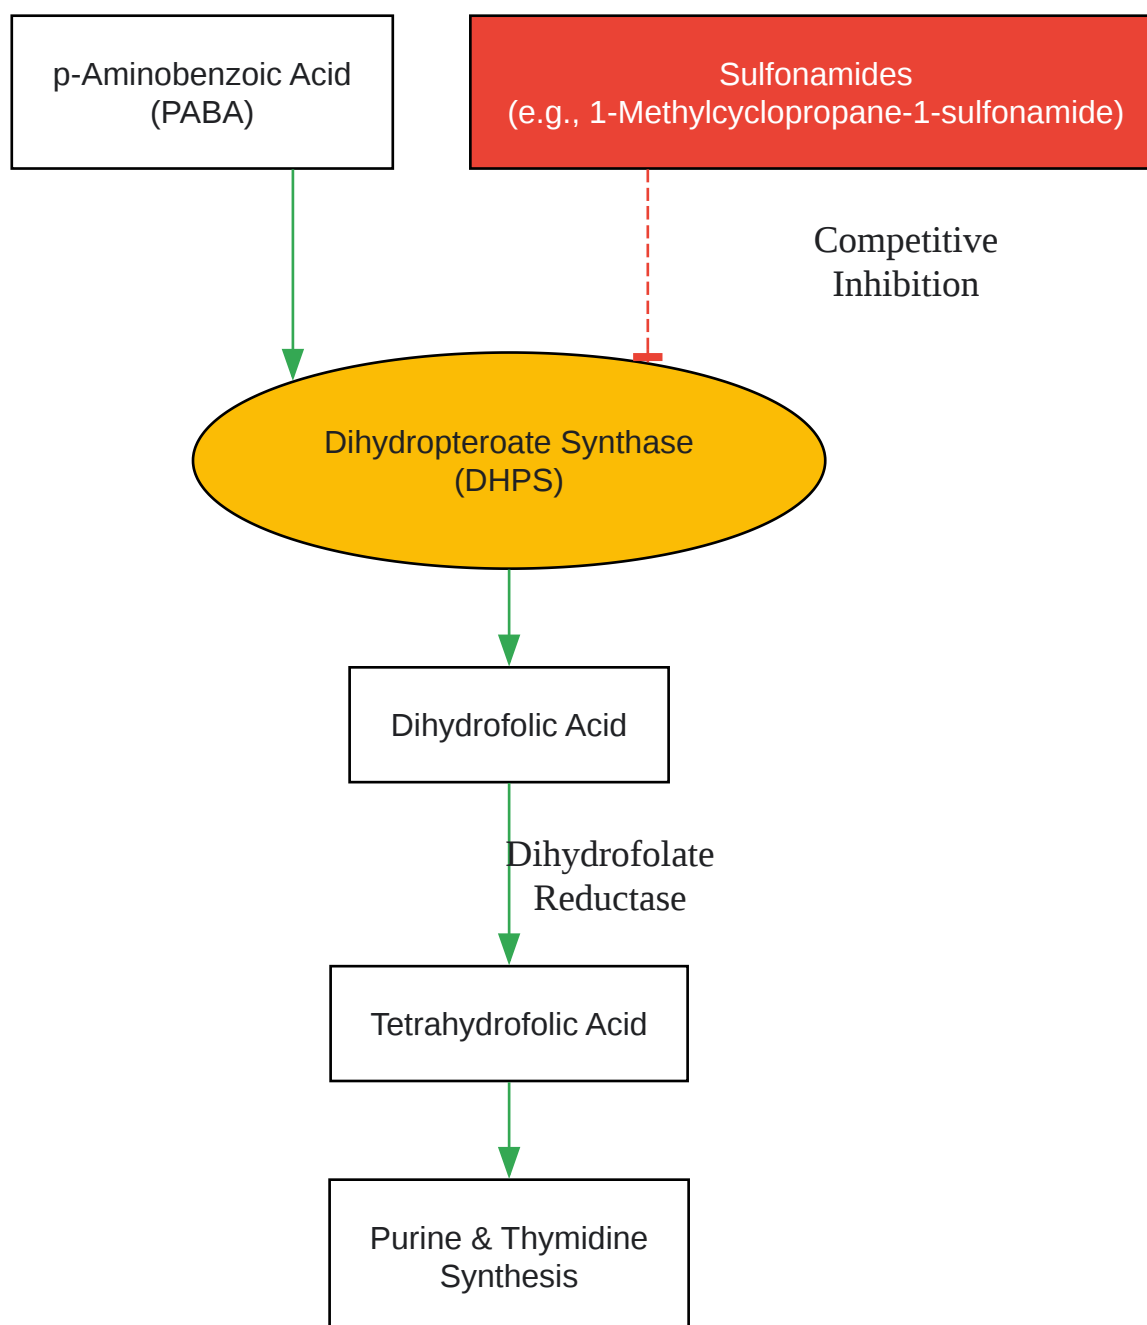 p-Aminobenzoic Acid
(PABA)
Sulfonamides
(e.g., 1-Methylcyclopropane-1-sulfonamide)
Competitive
Inhibition
Dihydropteroate Synthase
(DHPS)
Dihydrofolic Acid
Dihydrofolate
Reductase
Tetrahydrofolic Acid
Purine & Thymidine
Synthesis